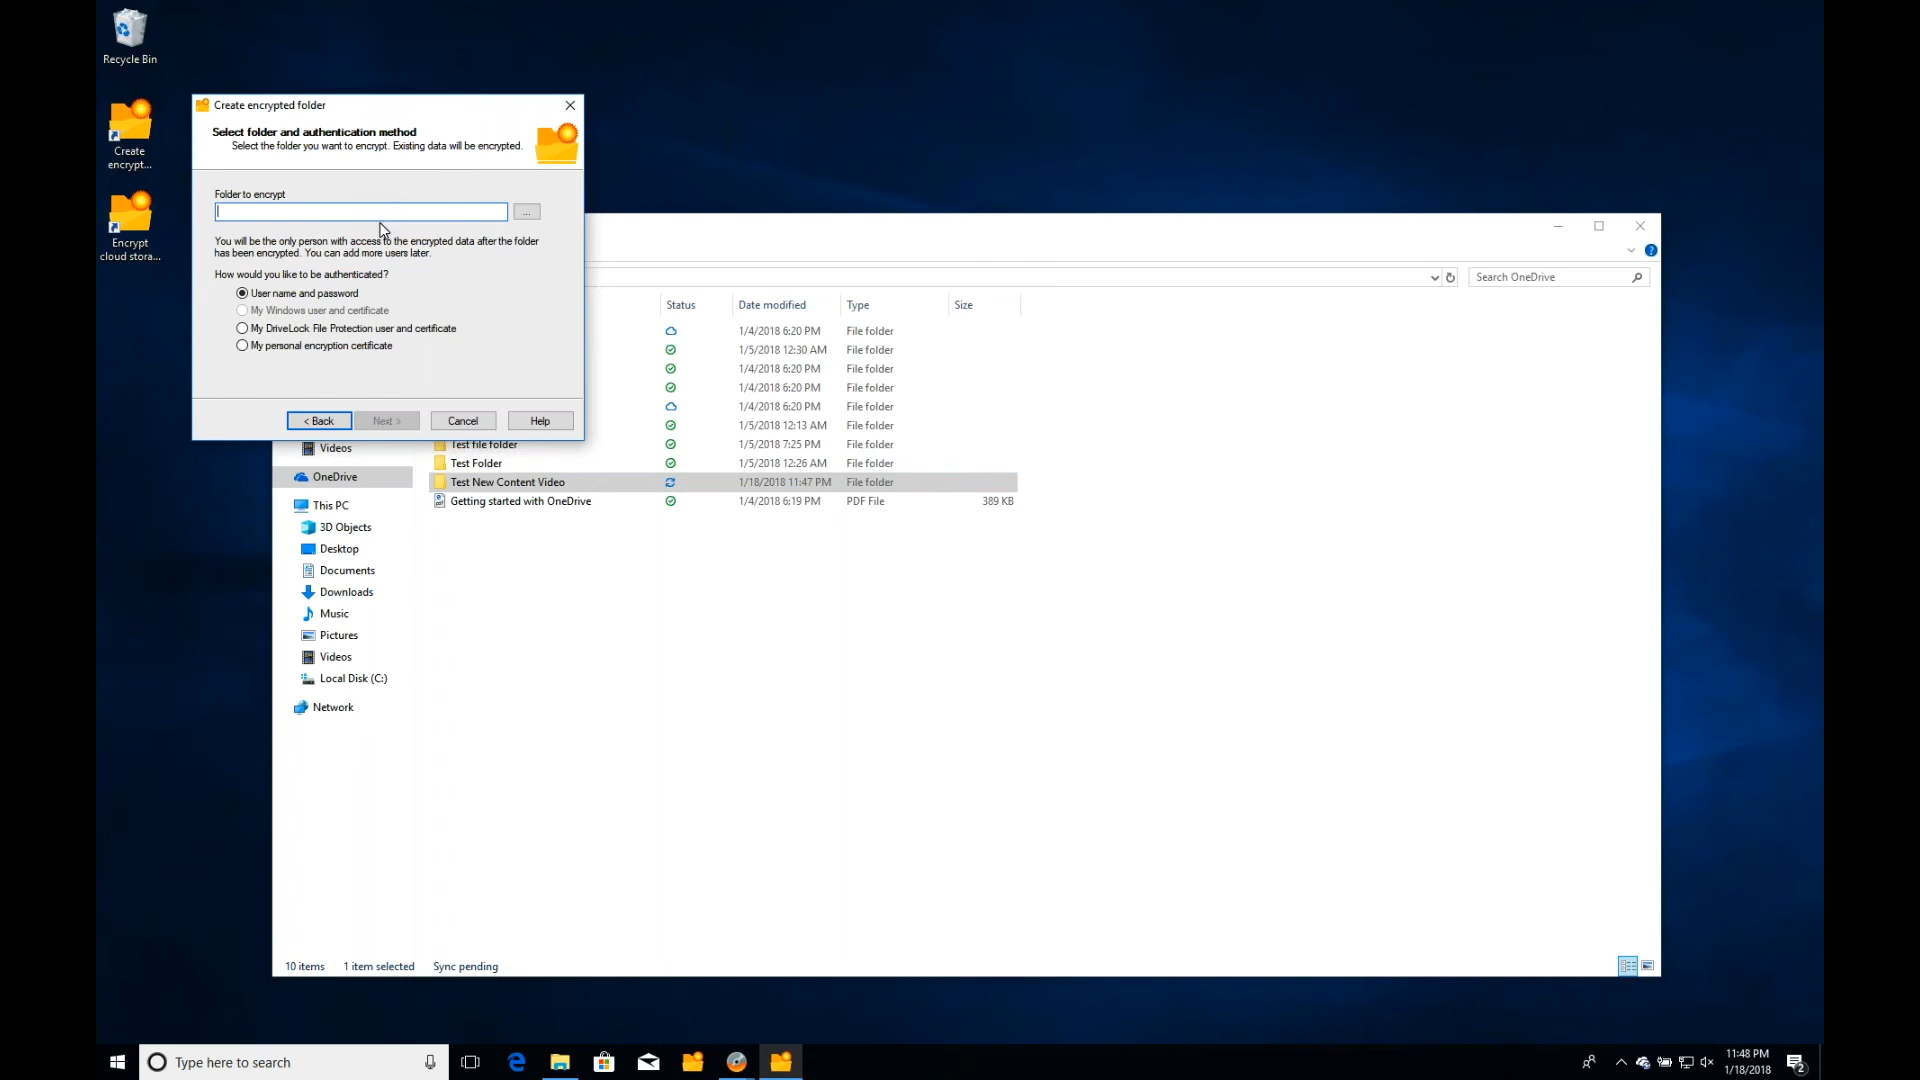 Recycle Bin
Create
encrypt...
Encrypt
cloud stora...
Create encrypted folder
Select folder and authentication method
Select the folder you want to encrypt. Existing data will be encrypted.
Folder to encrypt
...
You will be the only person with access to the encrypted data after the folder
has been encrypted. You can add more users later.
How would you like to be authenticated?
User name and password
My Windows user and certificate
My DriveLock File Protection user and certificate
My personal encryption certificate
< Back
Next >
Cancel
Help
Search OneDrive
Status Date modified Type Size
1/4/2018 6:20 PM File folder
1/5/2018 12:30 AM File folder
1/4/2018 6:20 PM File folder
1/4/2018 6:20 PM File folder
1/4/2018 6:20 PM File folder
1/5/2018 12:13 AM File folder
Test file folder 1/5/2018 7:25 PM File folder
Test Folder 1/5/2018 12:26 AM File folder
Test New Content Video 1/18/2018 11:47 PM File folder
Getting started with OneDrive 1/4/2018 6:19 PM PDF File 389 KB
Videos
OneDrive
This PC
3D Objects
Desktop
Documents
Downloads
Music
Pictures
Videos
Local Disk (C:)
Network
10 items 1 item selected Sync pending
Type here to search
11:48 PM
1/18/2018
2